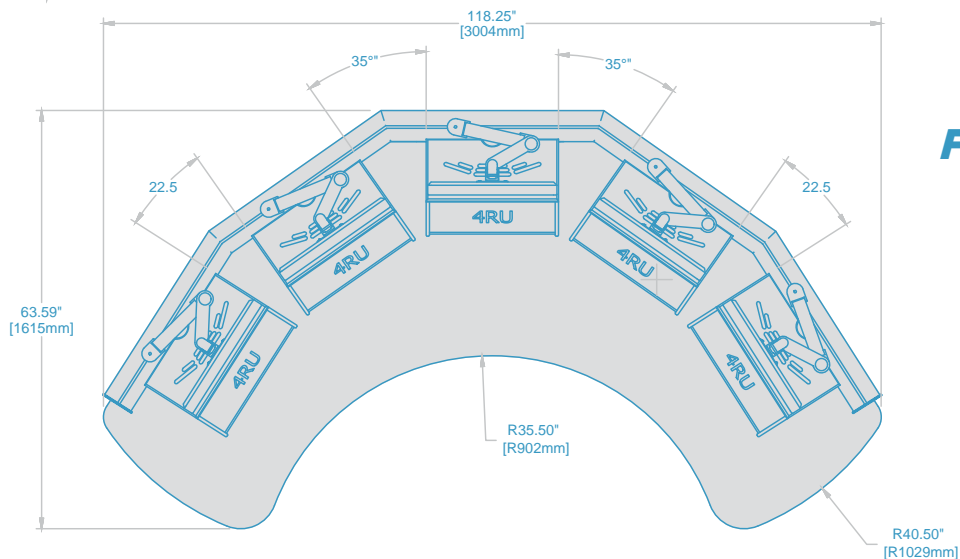 118.25"
[3004mm]
35°"
35°"
F
22.5
22.5
4RU
4RU
4RU
4RU
4RU
63.59"
[1615mm]
R35.50"
[R902mm]
R40.50"
[R1029mm]